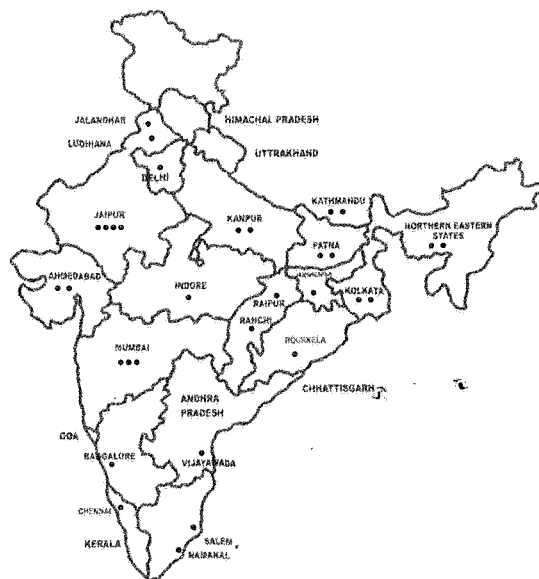 JALANDHAR
HIMACHAL PRADESH
LUDHIANA
UTTRAKHAND
DELHI
KATHMANDU
JAIPUR
KANPUR
NORTHERN EASTERN
STATES
PATNA
AHMEDABAD
INDORE
KOLKATA
RAIPUR
RANCHI
ROURKELA
MUMBAI
CHHATTISGARH
ANDHRA
PRADESH
GOA
BANGALORE
VIJAYAWADA
CHENNAI
KERALA
SALEM
NAMAKAL